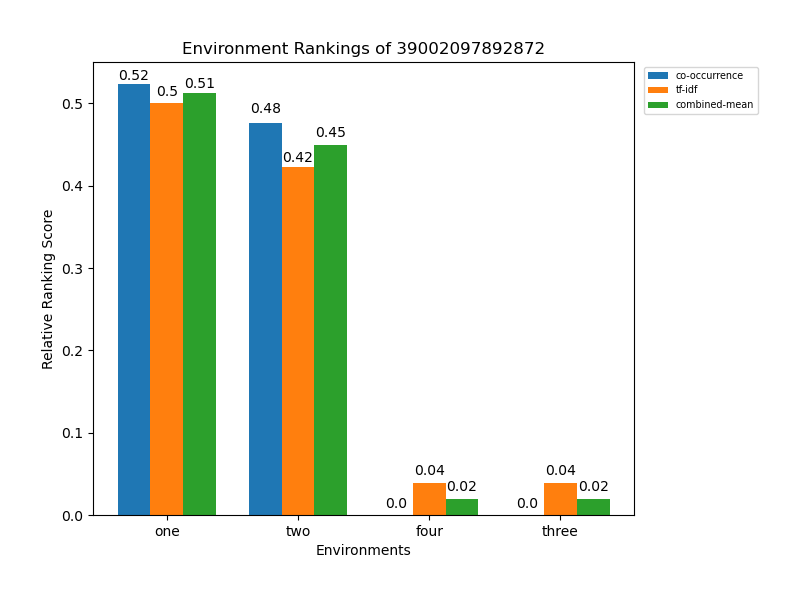 Environment Rankings of 39002097892872
co-occurrence
tf-idf
combined-mean
Relative Ranking Score
0.5
0.4
0.3
0.2
0.1
0.0
0.52
0.5
0.51
0.48
0.42
0.45
0.0
0.04
0.02
0.0
0.04
0.02
one
two
four
three
Environments